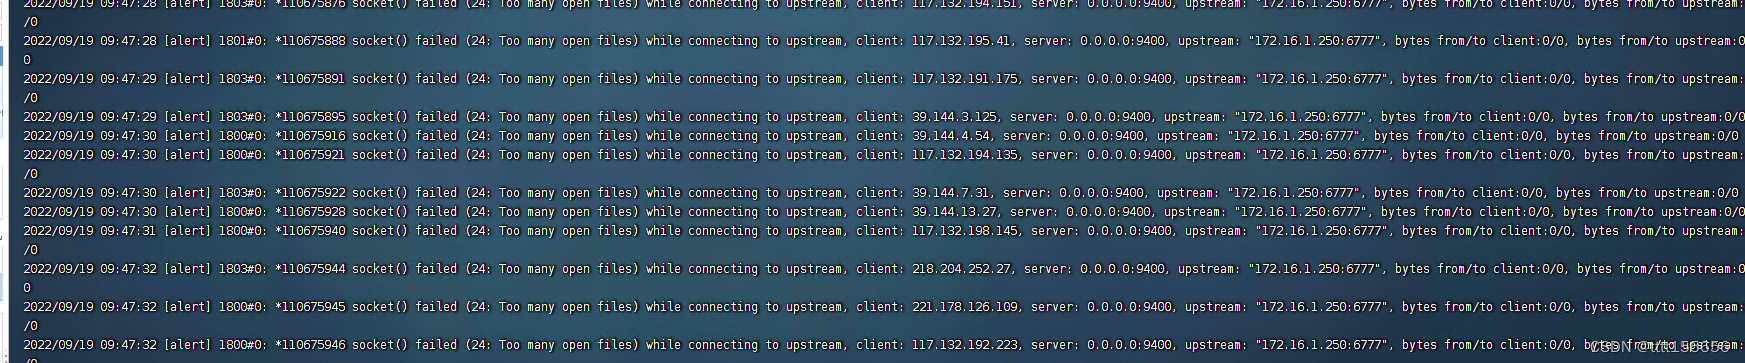 2022/09/19 09:47:28 [alert] 1803#0: *110675876 socket() failed (24: Too many open files) while connecting to upstream, client: 117.132.194.151, server: 0.0.0.0:9400, upstream: "172.16.1.250:6777", bytes from/to client:0/0, bytes from/to upstream:
/0
2022/09/19 09:47:28 [alert] 1801#0: *110675888 socket() failed (24: Too many open files) while connecting to upstream, client: 117.132.195.41, server: 0.0.0.0:9400, upstream: "172.16.1.250:6777", bytes from/to client:0/0, bytes from/to upstream:0
0
2022/09/19 09:47:29 [alert] 1803#0: *110675891 socket() failed (24: Too many open files) while connecting to upstream, client: 117.132.191.175, server: 0.0.0.0:9400, upstream: "172.16.1.250:6777", bytes from/to client:0/0, bytes from/to upstream:
/0
2022/09/19 09:47:29 [alert] 1803#0: *110675895 socket() failed (24: Too many open files) while connecting to upstream, client: 39.144.3.125, server: 0.0.0.0:9400, upstream: "172.16.1.250:6777", bytes from/to client:0/0, bytes from/to upstream:0/0
2022/09/19 09:47:30 [alert] 1800#0: *110675916 socket() failed (24: Too many open files) while connecting to upstream, client: 39.144.4.54, server: 0.0.0.0:9400, upstream: "172.16.1.250:6777", bytes from/to client:0/0, bytes from/to upstream:0/0
2022/09/19 09:47:30 [alert] 1800#0: *110675921 socket() failed (24: Too many open files) while connecting to upstream, client: 117.132.194.135, server: 0.0.0.0:9400, upstream: "172.16.1.250:6777", bytes from/to client:0/0, bytes from/to upstream:
/0
2022/09/19 09:47:30 [alert] 1803#0: *110675922 socket() failed (24: Too many open files) while connecting to upstream, client: 39.144.7.31, server: 0.0.0.0:9400, upstream: "172.16.1.250:6777", bytes from/to client:0/0, bytes from/to upstream:0/0
2022/09/19 09:47:30 [alert] 1800#0: *110675928 socket() failed (24: Too many open files) while connecting to upstream, client: 39.144.13.27, server: 0.0.0.0:9400, upstream: "172.16.1.250:6777", bytes from/to client:0/0, bytes from/to upstream:0/0
2022/09/19 09:47:31 [alert] 1800#0: *110675940 socket() failed (24: Too many open files) while connecting to upstream, client: 117.132.198.145, server: 0.0.0.0:9400, upstream: "172.16.1.250:6777", bytes from/to client:0/0, bytes from/to upstream:
/0
2022/09/19 09:47:32 [alert] 1803#0: *110675944 socket() failed (24: Too many open files) while connecting to upstream, client: 218.204.252.27, server: 0.0.0.0:9400, upstream: "172.16.1.250:6777", bytes from/to client:0/0, bytes from/to upstream:0
0
2022/09/19 09:47:32 [alert] 1800#0: *110675945 socket() failed (24: Too many open files) while connecting to upstream, client: 221.178.126.109, server: 0.0.0.0:9400, upstream: "172.16.1.250:6777", bytes from/to client:0/0, bytes from/to upstream:
/0
2022/09/19 09:47:32 [alert] 1800#0: *110675946 socket() failed (24: Too many open files) while connecting to upstream, client: 117.132.192.223, server: 0.0.0.0:9400, upstream: "172.16.1.250:6777", bytes from/to client:0/0, bytes from/to upstream:
/0
CSDN